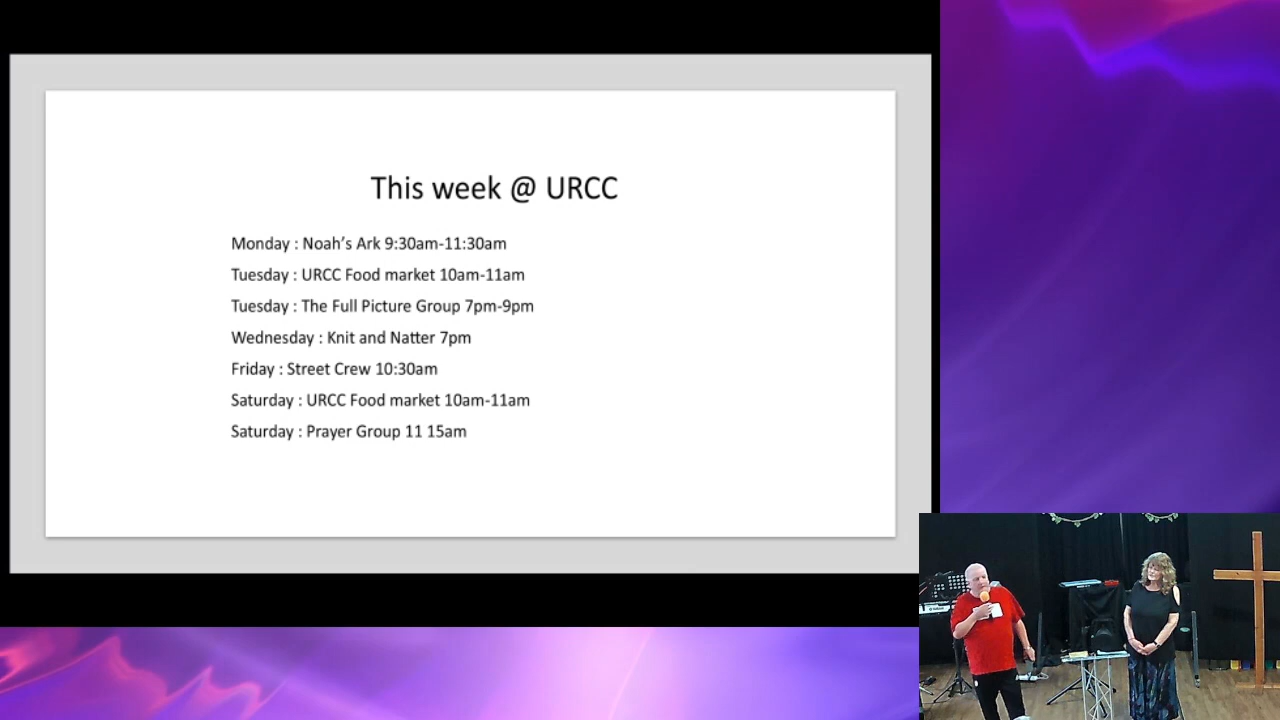 This week @ URCC
Monday : Noah’s Ark 9:30am-11:30am
Tuesday : URCC Food market 10am-11am
Tuesday : The Full Picture Group 7pm-9pm
Wednesday : Knit and Natter 7pm
Friday : Street Crew 10:30am
Saturday : URCC Food market 10am-11am
Saturday : Prayer Group 11 15am